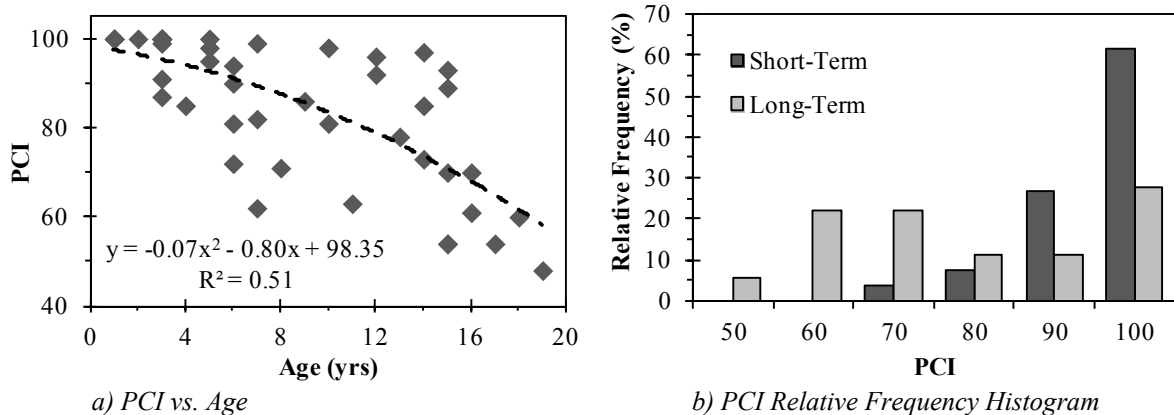 100
80
60
40
PCI
y = -0.07x² - 0.80x + 98.35
R² = 0.51
0 4 8 12 16 20
Age (yrs)
a) PCI vs. Age
70
60
50
40
30
20
10
0
Relative Frequency (%)
Short-Term
Long-Term
50 60 70 80 90 100
PCI
b) PCI Relative Frequency Histogram